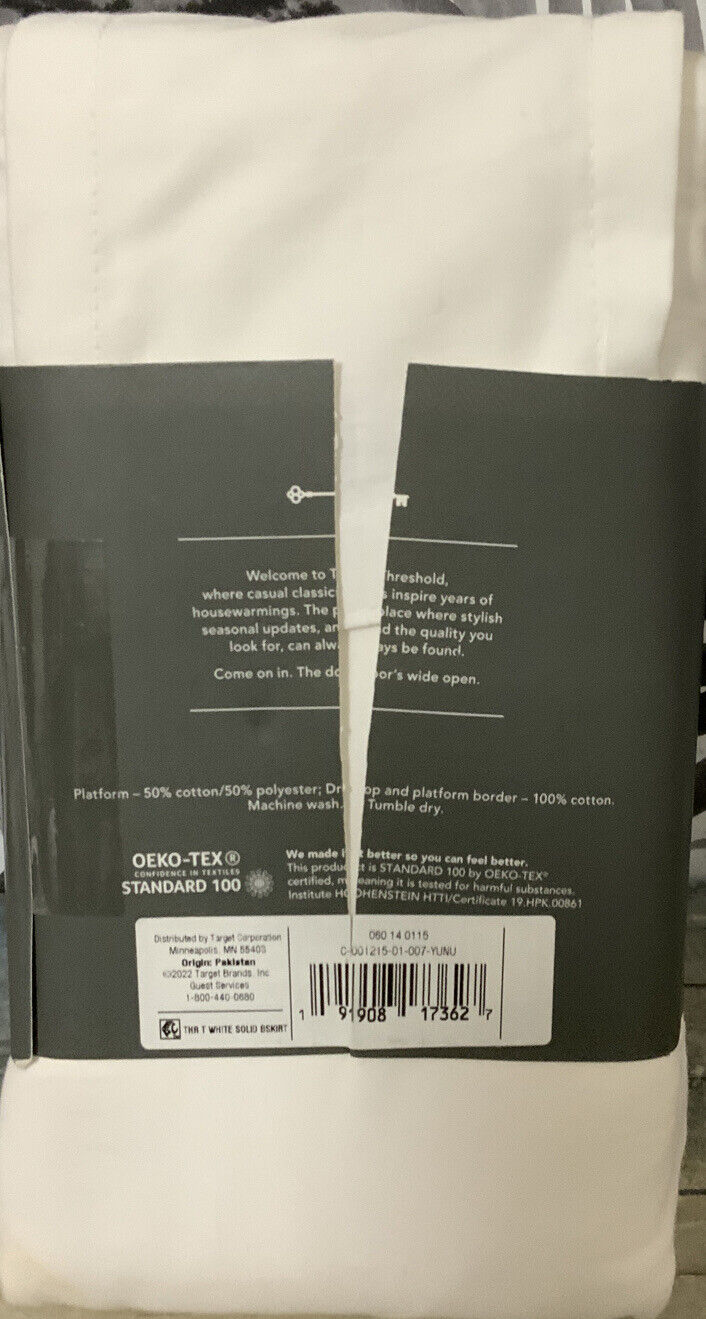 Welcome to T hreshold,
where casual classic s inspire years of
housewarmings. The p lace where stylish
seasonal updates, an d the quality you
look for, can alw ays be found.
Come on in. The do or's wide open.
Platform – 50% cotton/50% polyester; Dr op and platform border – 100% cotton.
Machine wash. Tumble dry.
OEKO-TEX®
CONFIDENCE IN TEXTILES
STANDARD 100
We made it better so you can feel better.
This product is STANDARD 100 by OEKO-TEX®
certified, meaning it is tested for harmful substances.
Institute HOHENSTEIN HTTI/Certificate 19.HPK.00861
Distributed by Target Corporation
Minneapolis, MN 55403
Origin: Pakistan
©2022 Target Brands, Inc
Guest Services
1-800-440-0680
THR T WHITE SOLID BSKIRT
060 14 0115
C-001215-01-007-YUNU
1 91908 17362 7